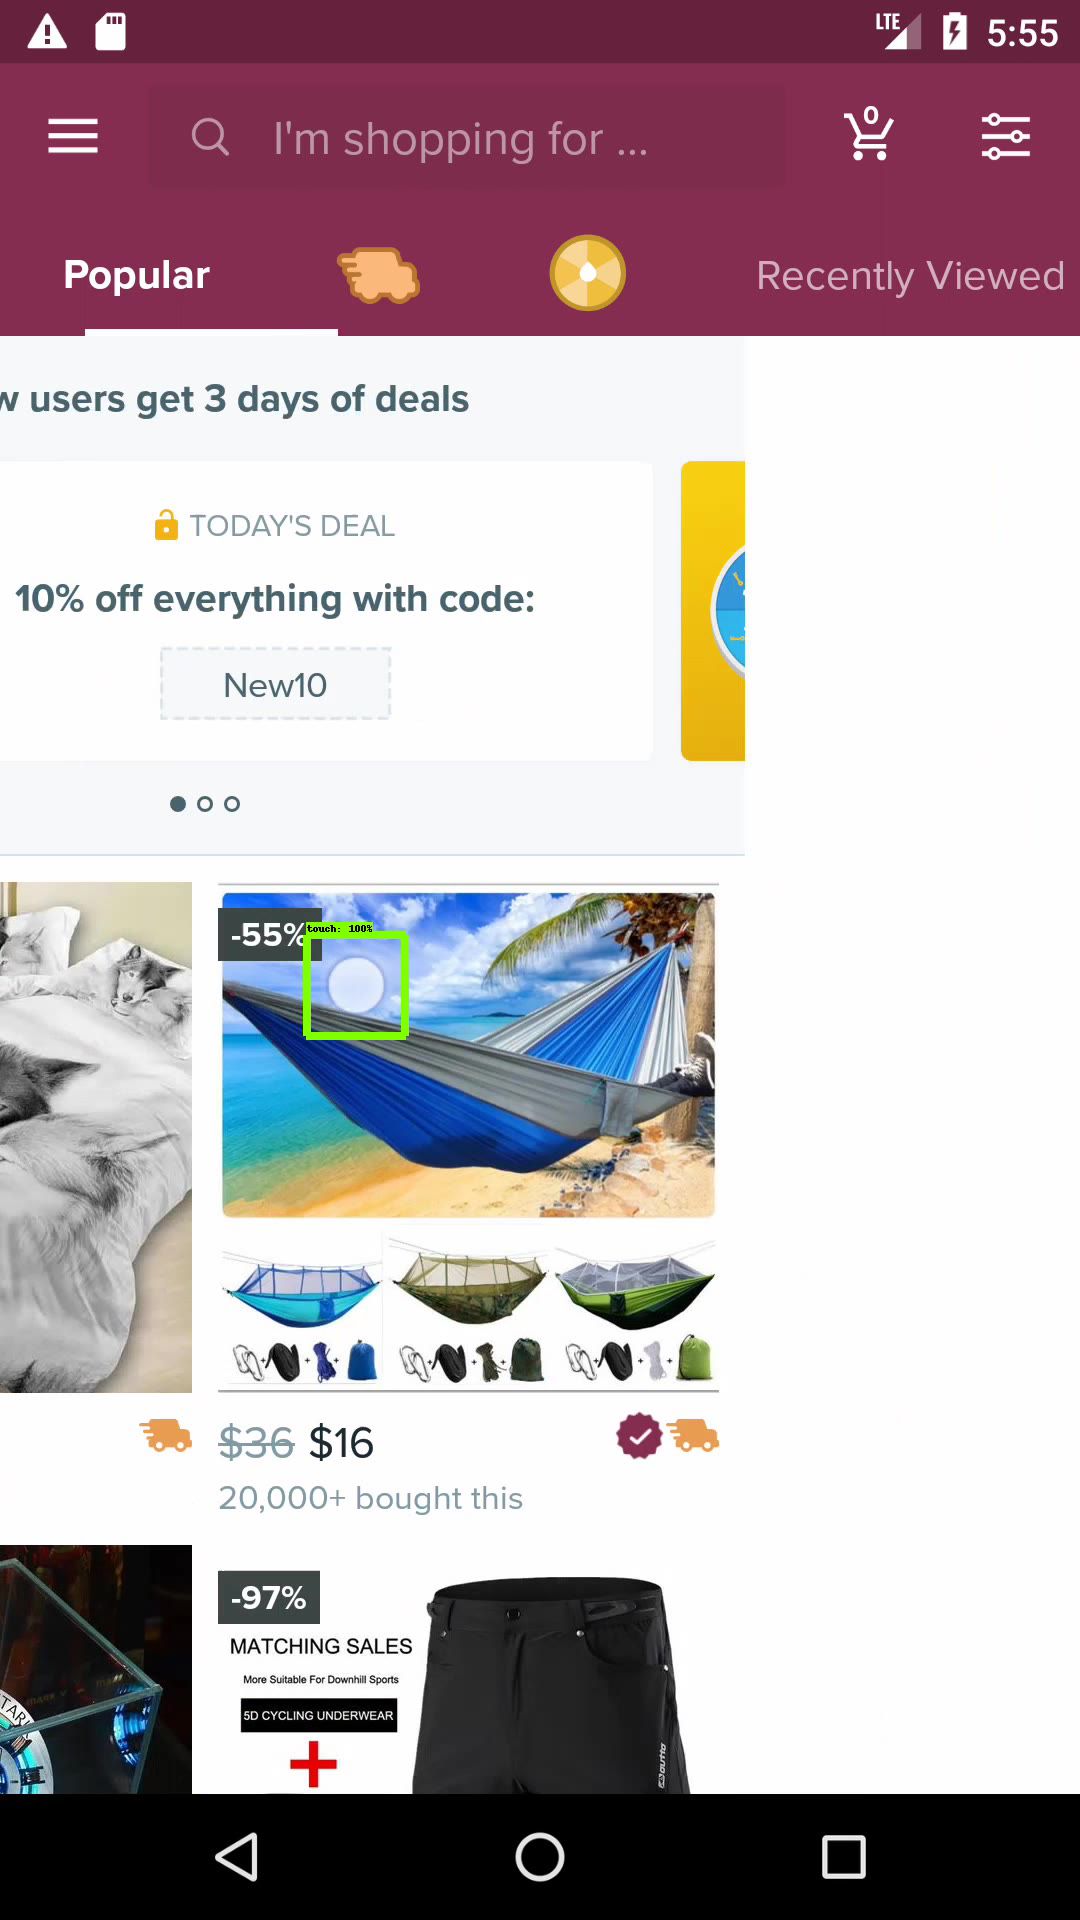 LTE 5:55
I'm shopping for ...
0
Popular
Recently Viewed
w users get 3 days of deals
TODAY'S DEAL
10% off everything with code:
New10
-55%
touch: 100%
$36 $16
20,000+ bought this
-97%
MATCHING SALES
More Suitable For Downhill Sports
5D CYCLING UNDERWEAR
outto